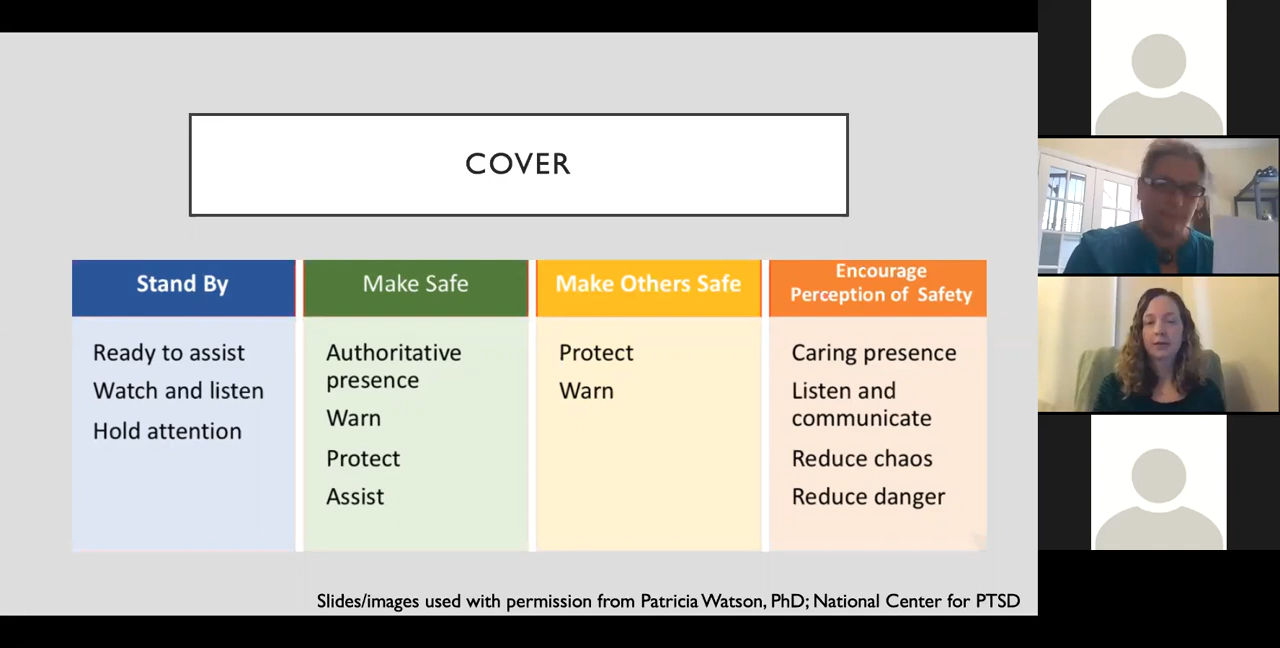 COVER
Stand By
Ready to assist
Watch and listen
Hold attention
Make Safe
Authoritative
presence
Warn
Protect
Assist
Make Others Safe
Protect
Warn
Encourage
Perception of Safety
Caring presence
Listen and
communicate
Reduce chaos
Reduce danger
Slides/images used with permission from Patricia Watson, PhD; National Center for PTSD